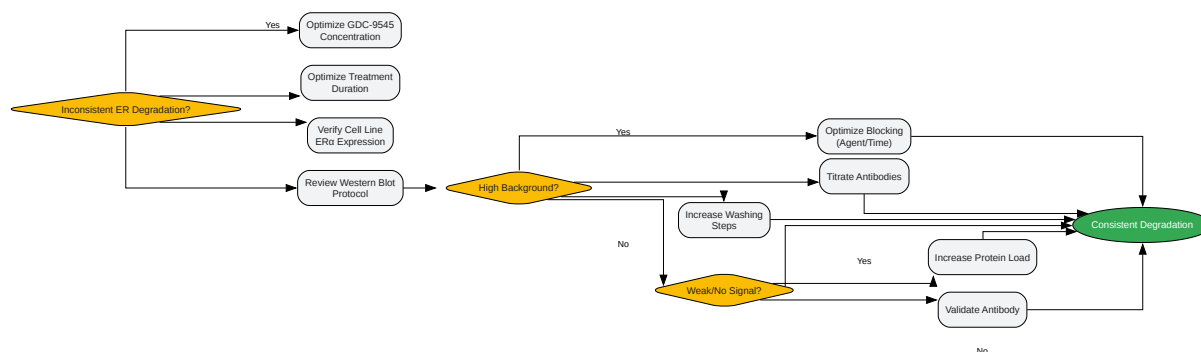 Yes
Optimize GDC-9545
Concentration
Optimize Treatment
Duration
Inconsistent ER Degradation?
Verify Cell Line
ERα Expression
Review Western Blot
Protocol
Yes
Optimize Blocking
(Agent/Time)
High Background?
Titrate Antibodies
Increase Washing
Steps
Consistent Degradation
No
Yes
Increase Protein Load
Weak/No Signal?
Validate Antibody
No